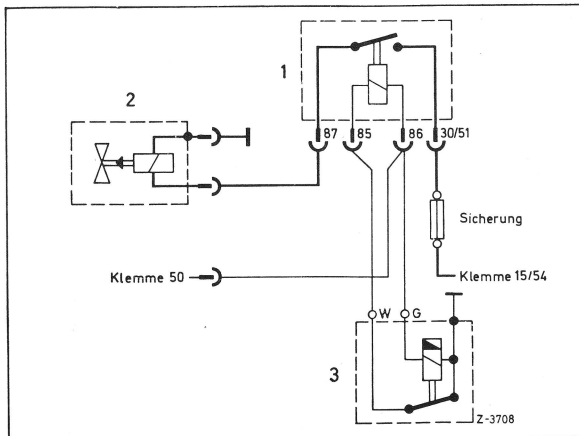 1
2
87 85 86 30/51
Sicherung
Klemme 50
Klemme 15/54
W G
3
Z-3708